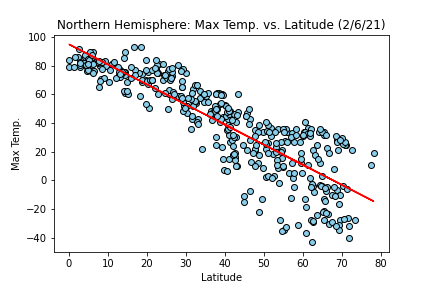 Northern Hemisphere: Max Temp. vs. Latitude (2/6/21)
100
80
60
40
20
0
−20
−40
Max Temp.
0 10 20 30 40 50 60 70 80
Latitude